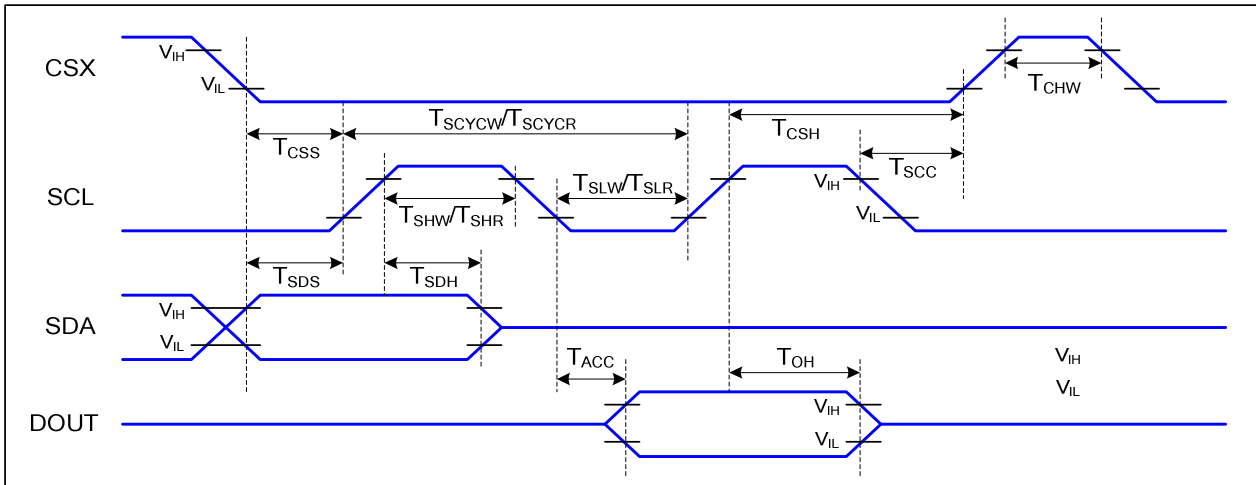 CSX
VIH
VIL
TCHW
TSCYCW/TSCYCR
TCSH
TCSS
TSCC
SCL
TSLW/TSLR
VIH
TSHW/TSHR
VIL
TSDS
TSDH
SDA
VIH
VIL
TACC
TOH
VIH
VIL
DOUT
VIH
VIL